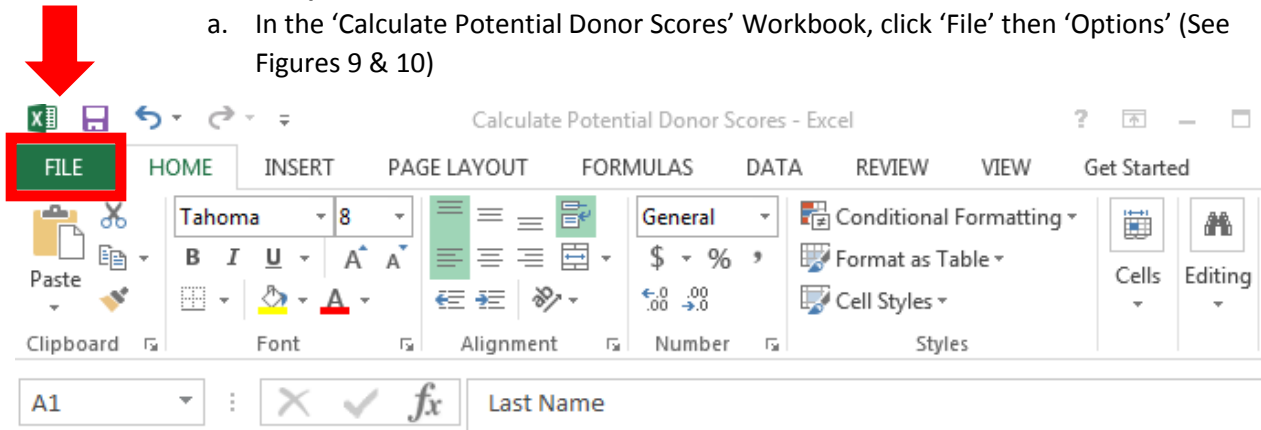 a. In the ‘Calculate Potential Donor Scores’ Workbook, click ‘File’ then ‘Options’ (See
Figures 9 & 10)
Calculate Potential Donor Scores - Excel ?
FILE HOME INSERT PAGE LAYOUT FORMULAS DATA REVIEW VIEW Get Started
Tahoma 8 General Conditional Formatting
Paste B I U A A $ % , Format as Table Cells Editing
A .0 .00 .00 .0 Cell Styles
Clipboard Font Alignment Number Styles
A1 fx Last Name